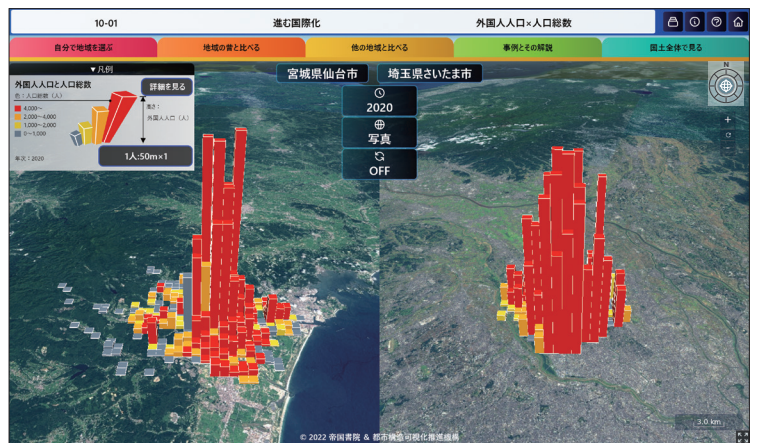 10-01
進む国際化
外国人人口×人口総数
自分で地域を選ぶ
地域の昔と比べる
他の地域と比べる
事例とその解説
国土全体で見る
▼凡例
外国人人口と人口総数
詳細を見る
色：人口総数（人）
4,000～
2,000～4,000
1,000～2,000
0～1,000
高さ：
外国人人口（人）
年次：2020
1人:50m×1
宮城県仙台市
埼玉県さいたま市
2020
写真
OFF
N
3.0 km
© 2022 帝国書院 & 都市構造可視化推進機構